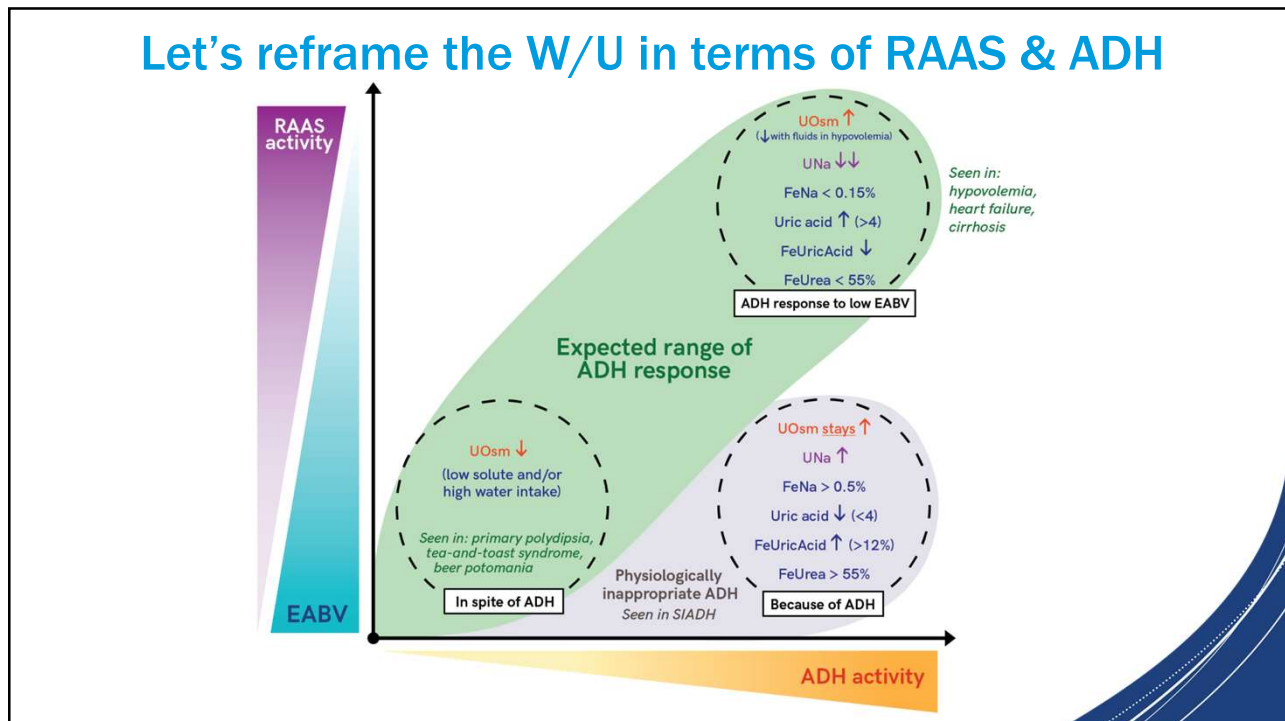 Let's reframe the W/U in terms of RAAS & ADH
RAAS
activity
EABV
UOsm ↑
(↓with fluids in hypovolemia)
UNa ↓↓
FeNa < 0.15%
Uric acid ↑ (>4)
FeUricAcid ↓
FeUrea < 55%
ADH response to low EABV
Seen in:
hypovolemia,
heart failure,
cirrhosis
Expected range of
ADH response
UOsm ↓
(low solute and/or
high water intake)
Seen in: primary polydipsia,
tea-and-toast syndrome,
beer potomania
In spite of ADH
Physiologically
inappropriate ADH
Seen in SIADH
UOsm stays ↑
UNa ↑
FeNa > 0.5%
Uric acid ↓ (<4)
FeUricAcid ↑ (>12%)
FeUrea > 55%
Because of ADH
ADH activity